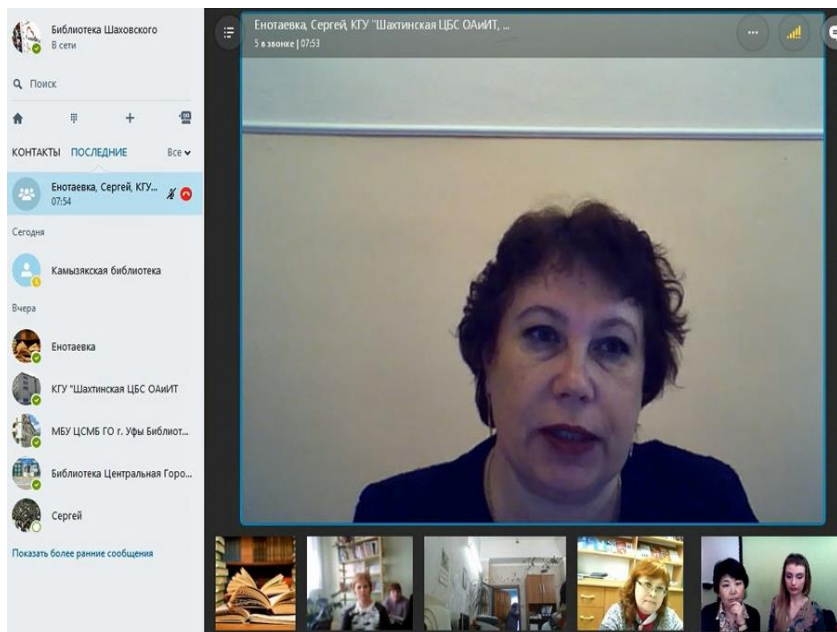 Библиотека Шаховского
В сети
Поиск
КОНТАКТЫ ПОСЛЕДНИЕ Все
Енотаевка, Сергей, КГУ...
07:54
Сегодня
Камызякская библиотека
Вчера
Енотаевка
КГУ "Шахтинская ЦБС ОАиИТ
МБУ ЦСМБ ГО г. Уфы Библиот...
Библиотека Центральная Горо...
Сергей
Показать более ранние сообщения
Енотаевка, Сергей, КГУ "Шахтинская ЦБС ОАиИТ, ...
5 в звонке | 07:53